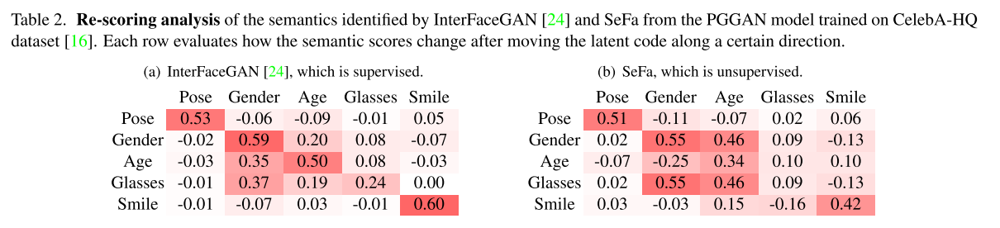 Table 2. Re-scoring analysis of the semantics identified by InterFaceGAN [24] and SeFa from the PGGAN model trained on CelebA-HQ
dataset [16]. Each row evaluates how the semantic scores change after moving the latent code along a certain direction.
(a) InterFaceGAN [24], which is supervised.
Pose Gender Age Glasses Smile
Pose 0.53 -0.06 -0.09 -0.01 0.05
Gender -0.02 0.59 0.20 0.08 -0.07
Age -0.03 0.35 0.50 0.08 -0.03
Glasses -0.01 0.37 0.19 0.24 0.00
Smile -0.01 -0.07 0.03 -0.01 0.60
(b) SeFa, which is unsupervised.
Pose Gender Age Glasses Smile
Pose 0.51 -0.11 -0.07 0.02 0.06
Gender 0.02 0.55 0.46 0.09 -0.13
Age -0.07 -0.25 0.34 0.10 0.10
Glasses 0.02 0.55 0.46 0.09 -0.13
Smile 0.03 -0.03 0.15 -0.16 0.42